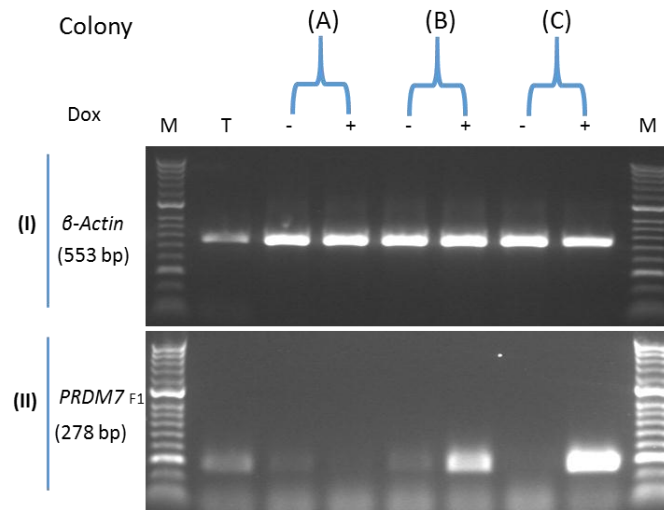 Colony (A) (B) (C)
Dox M T - + - + - + M
(I) β-Actin
(553 bp)
(II) PRDM7 F1
(278 bp)